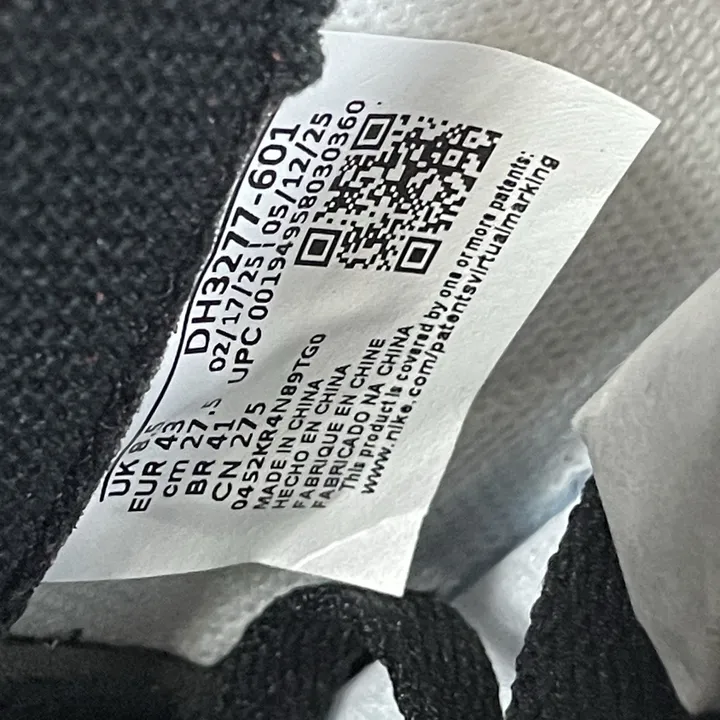 DH3277-601
02/17/25 | 05/12/25
UPC 00194958030360
UK 8.5
EUR 43
cm 27.5
BR 41
CN 275
0452KR4N89TG0
MADE IN CHINA
HECHO EN CHINA
FABRIQUE EN CHINE
FABRICADO NA CHINA
This product is covered by one or more patents:
www.nike.com/patentsvirtualmarking